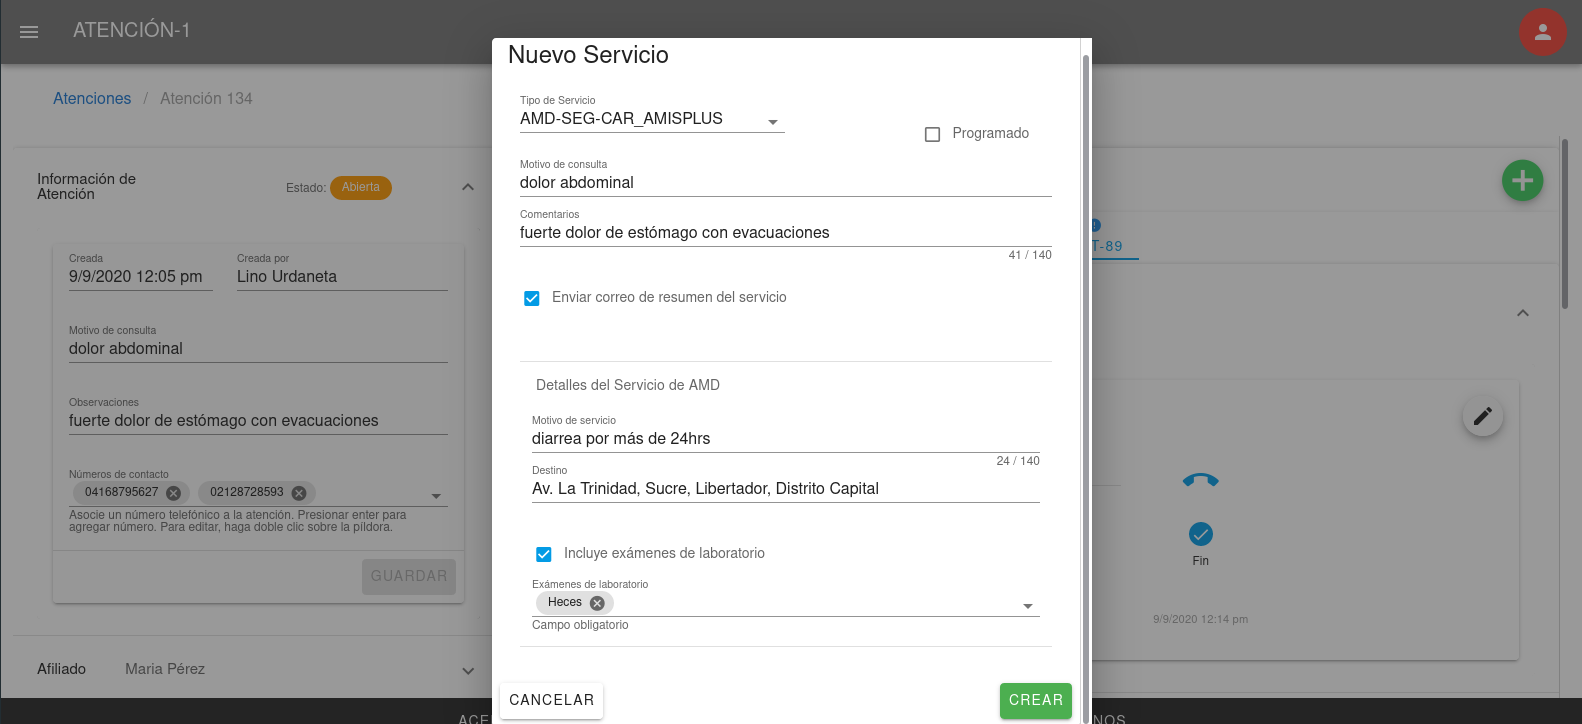 ATENCIÓN-1
Atenciones / Atención 134
Información de
Atención
Estado: Abierta
Creada
9/9/2020 12:05 pm
Creada por
Lino Urdaneta
Motivo de consulta
dolor abdominal
Observaciones
fuerte dolor de estómago con evacuaciones
Números de contacto
04168795627 02128728593
Asocie un número telefónico a la atención. Presionar enter para
agregar número. Para editar, haga doble clic sobre la píldora.
GUARDAR
Afiliado Maria Pérez
Nuevo Servicio
Tipo de Servicio
AMD-SEG-CAR_AMISPLUS
Programado
Motivo de consulta
dolor abdominal
Comentarios
fuerte dolor de estómago con evacuaciones
41 / 140
Enviar correo de resumen del servicio
Detalles del Servicio de AMD
Motivo de servicio
diarrea por más de 24hrs
24 / 140
Destino
Av. La Trinidad, Sucre, Libertador, Distrito Capital
Incluye exámenes de laboratorio
Exámenes de laboratorio
Heces
Campo obligatorio
CANCELAR CREAR
T-89
Fin
9/9/2020 12:14 pm